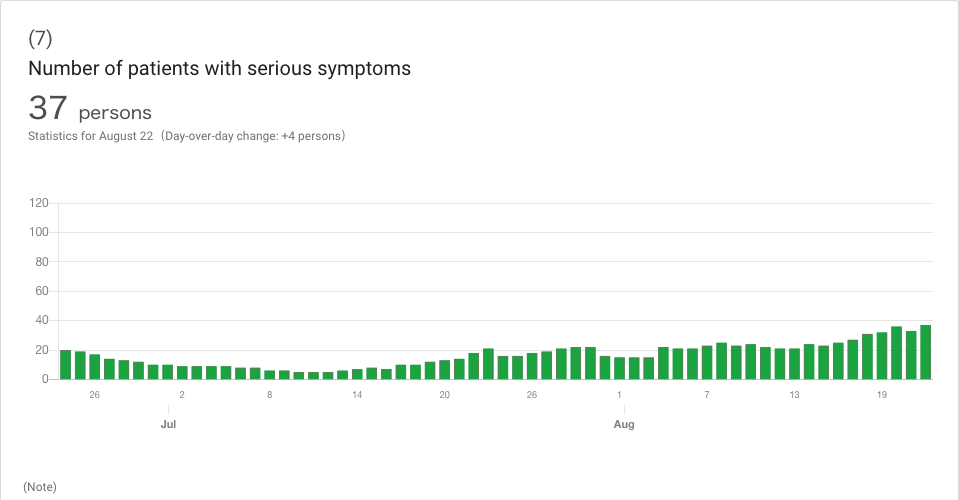 (7)
Number of patients with serious symptoms
37 persons
Statistics for August 22（Day-over-day change: +4 persons）
120
100
80
60
40
20
0
26 2 8 14 20 26 1 7 13 19
Jul Aug
(Note)